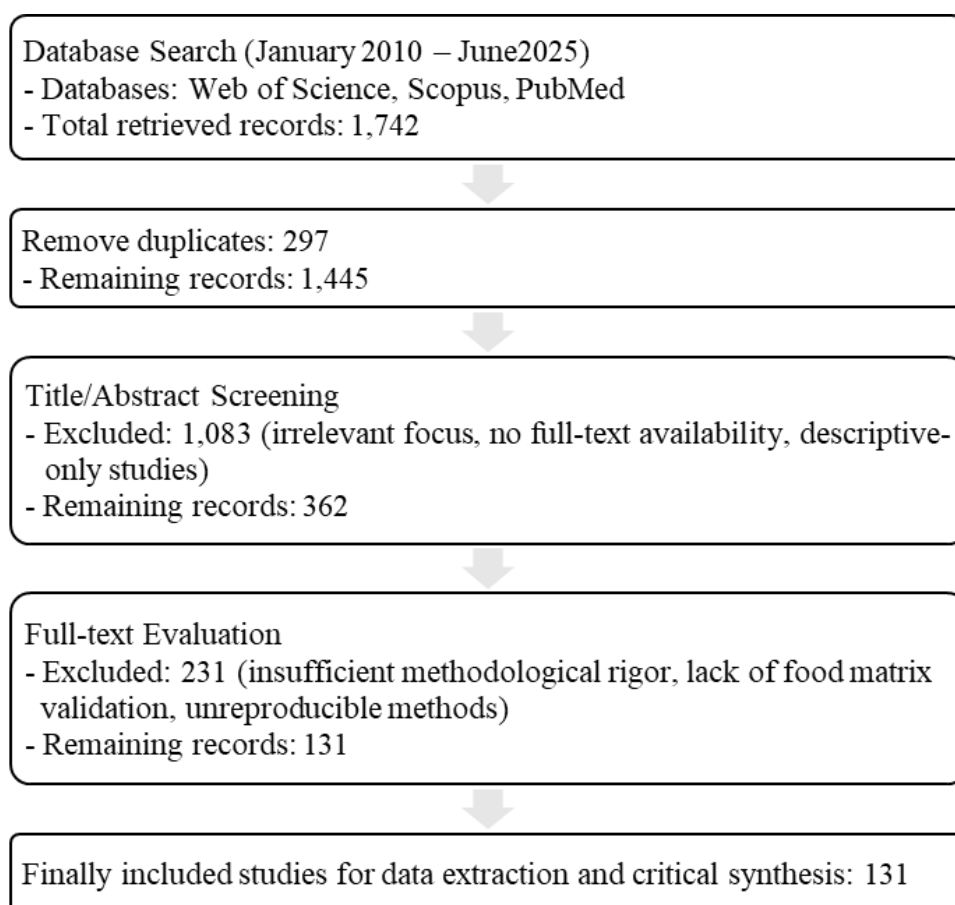 Database Search (January 2010 – June2025)
- Databases: Web of Science, Scopus, PubMed
- Total retrieved records: 1,742
Remove duplicates: 297
- Remaining records: 1,445
Title/Abstract Screening
- Excluded: 1,083 (irrelevant focus, no full-text availability, descriptive-
only studies)
- Remaining records: 362
Full-text Evaluation
- Excluded: 231 (insufficient methodological rigor, lack of food matrix
validation, unreproducible methods)
- Remaining records: 131
Finally included studies for data extraction and critical synthesis: 131